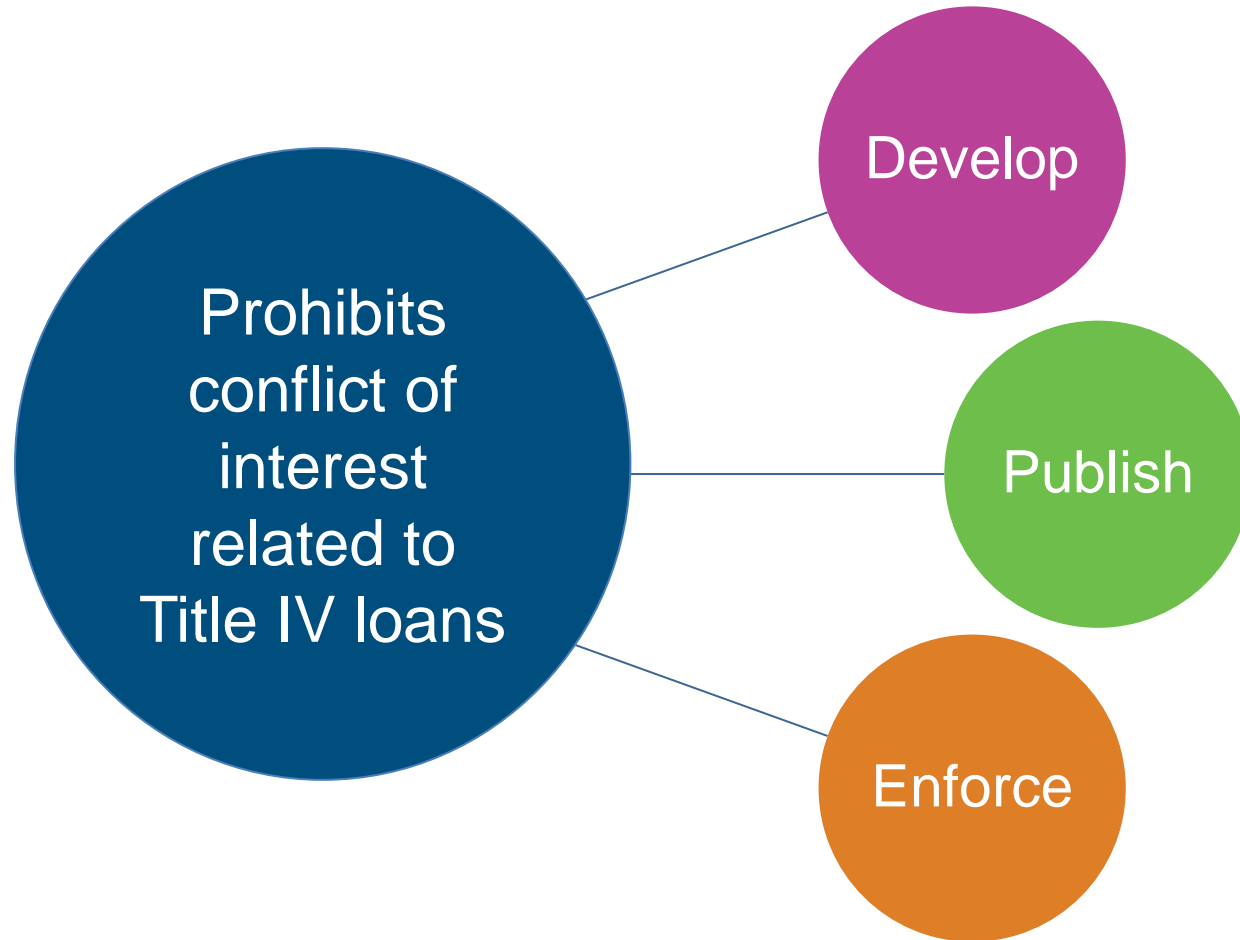 Prohibits
conflict of
interest
related to
Title IV loans
Develop
Publish
Enforce